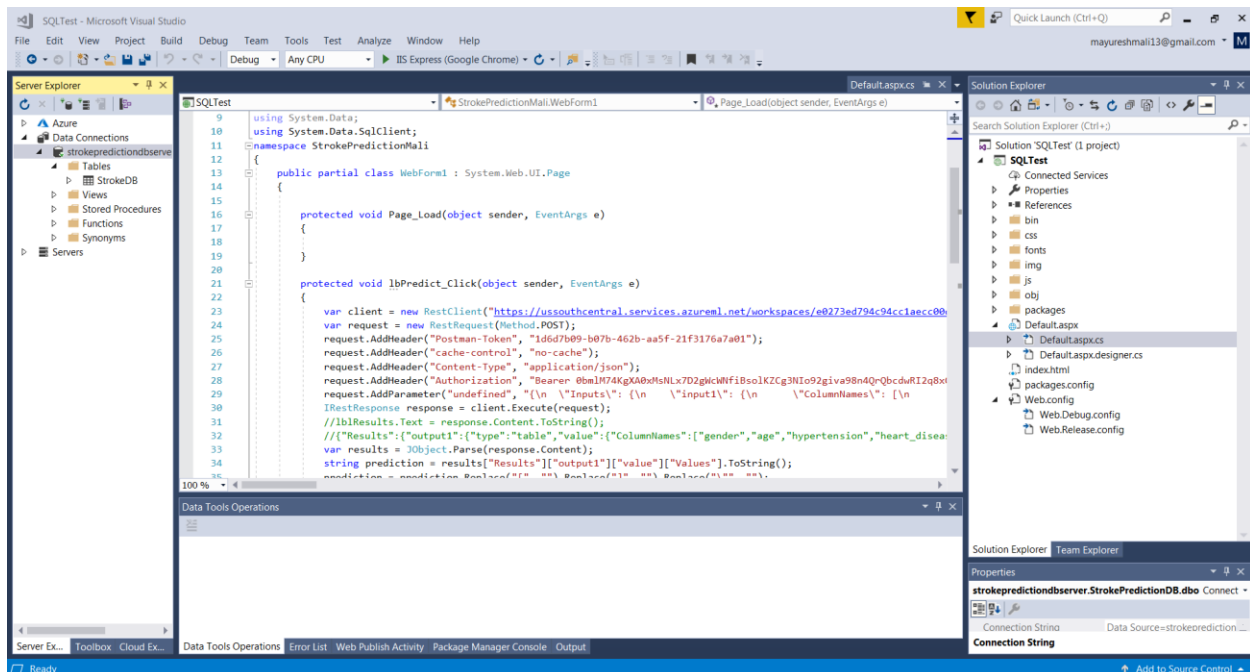 SQLTest - Microsoft Visual Studio
Quick Launch (Ctrl+Q)
File Edit View Project Build Debug Team Tools Test Analyze Window Help
mayureshmali13@gmail.com M
Debug Any CPU IIS Express (Google Chrome)
Server Explorer
Azure
Data Connections
strokepredictiondbserve
Tables
StrokeDB
Views
Stored Procedures
Functions
Synonyms
Servers
Server Ex... Toolbox Cloud Ex...
Default.aspx.cs
SQLTest StrokePredictionMali.WebForm1 Page_Load(object sender, EventArgs e)
9 using System.Data;
10 using System.Data.SqlClient;
11 namespace StrokePredictionMali
12 {
13 public partial class WebForm1 : System.Web.UI.Page
14 {
15
16 protected void Page_Load(object sender, EventArgs e)
17 {
18
19 }
20
21 protected void lbPredict_Click(object sender, EventArgs e)
22 {
23 var client = new RestClient("https://ussouthcentral.services.azureml.net/workspaces/e0273ed794c94cc1aecc00
24 var request = new RestRequest(Method.POST);
25 request.AddHeader("Postman-Token", "1d6d7b09-b07b-462b-aa5f-21f3176a7a01");
26 request.AddHeader("cache-control", "no-cache");
27 request.AddHeader("Content-Type", "application/json");
28 request.AddHeader("Authorization", "Bearer
29 request.AddParameter("undefined", "{\n \"Inputs\": {\n \"input1\": {\n \"ColumnNames\": [\n
30 IRestResponse response = client.Execute(request);
31 //lblResults.Text = response.Content.ToString();
32 //{"Results":{"output1":{"type":"table","value":{"ColumnNames":["gender","age","hypertension","heart_disea
33 var results = JObject.Parse(response.Content);
34 string prediction = results["Results"]["output1"]["value"]["Values"].ToString();
100 %
Data Tools Operations
Data Tools Operations Error List Web Publish Activity Package Manager Console Output
Solution Explorer
Search Solution Explorer (Ctrl+;)
Solution 'SQLTest' (1 project)
SQLTest
Connected Services
Properties
References
bin
css
fonts
img
js
obj
packages
Default.aspx
Default.aspx.cs
Default.aspx.designer.cs
index.html
packages.config
Web.config
Web.Debug.config
Web.Release.config
Solution Explorer Team Explorer
Properties
strokepredictiondbserver.StrokePredictionDB.dbo Connect
Connection String Data Source=strokeprediction
Connection String
Ready
Add to Source Control